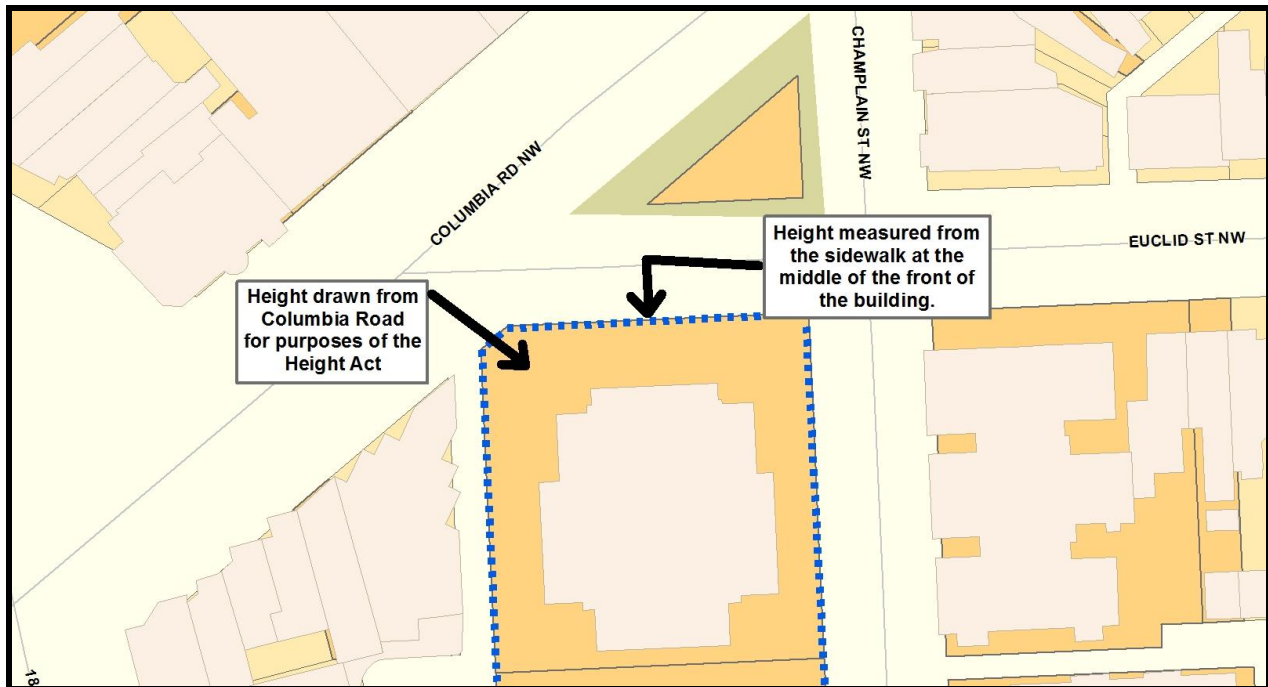 CHAMPLAIN ST NW
COLUMBIA RD NW
Height measured from
the sidewalk at the
middle of the front of
the building.
EUCLID ST NW
Height drawn from
Columbia Road
for purposes of the
Height Act
18